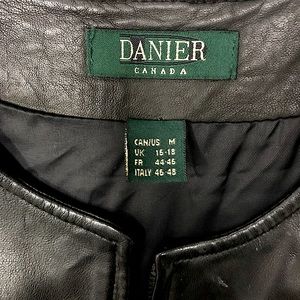 DANIER
CANADA
CAN/US M
UK 16-18
FR 44-46
ITALY 46-48